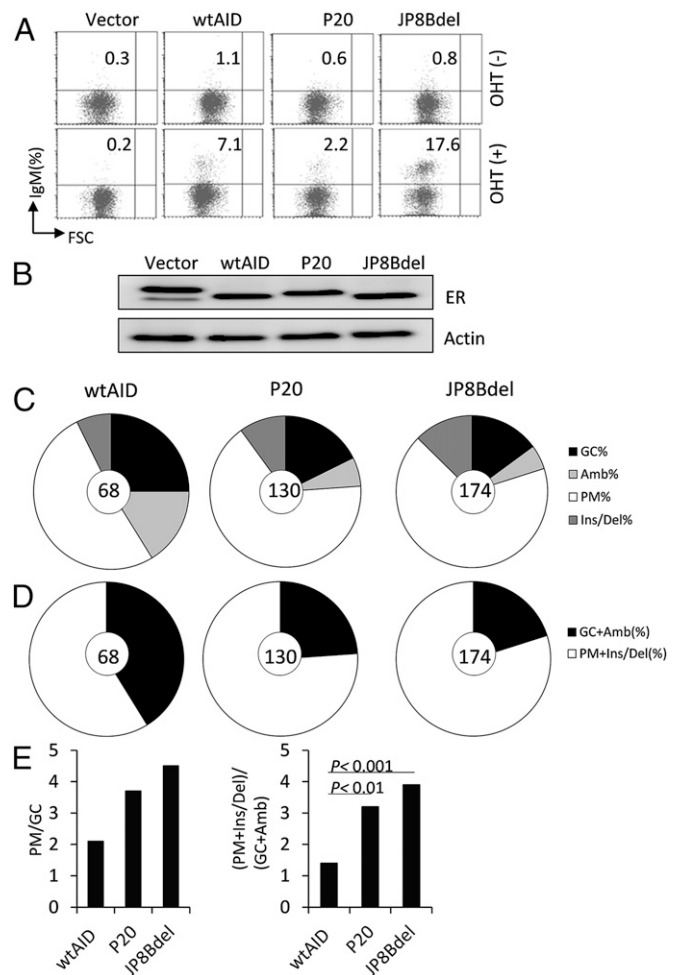 A
Vector wtAID P20 JP8Bdel
0.3 1.1 0.6 0.8
OHT (-)
0.2 7.1 2.2 17.6
OHT (+)
IgM(%)
FSC
B
Vector wtAID P20 JP8Bdel
ER
Actin
C
wtAID P20 JP8Bdel
68 130 174
GC%
Amb%
PM%
Ins/Del%
D
68 130 174
GC+Amb(%)
PM+Ins/Del(%)
E
PM/GC
5
4
3
2
1
0
wtAID P20 JP8Bdel
(PM+Ins/Del)/
(GC+Amb)
5
4
3
2
1
0
P< 0.001
P< 0.01
wtAID P20 JP8Bdel